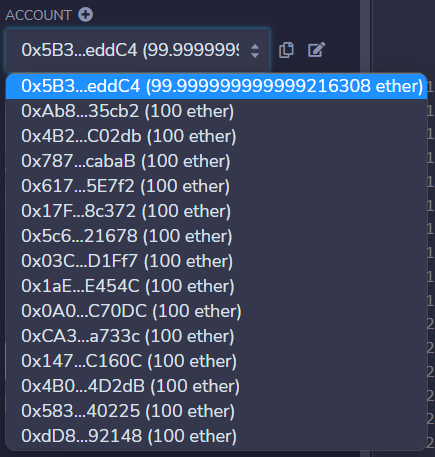 ACCOUNT
0x5B3...eddC4 (99.9999999
0x5B3...eddC4 (99.9999999999999216308 ether)
0xAb8...35cb2 (100 ether)
0x4B2...C02db (100 ether)
0x787...cabaB (100 ether)
0x617...5E7f2 (100 ether)
0x17F...8c372 (100 ether)
0x5c6...21678 (100 ether)
0x03C...D1Ff7 (100 ether)
0x1aE...E454C (100 ether)
0x0A0...C70DC (100 ether)
0xCA3...a733c (100 ether)
0x147...C160C (100 ether)
0x4B0...4D2dB (100 ether)
0x583...40225 (100 ether)
0xdD8...92148 (100 ether)